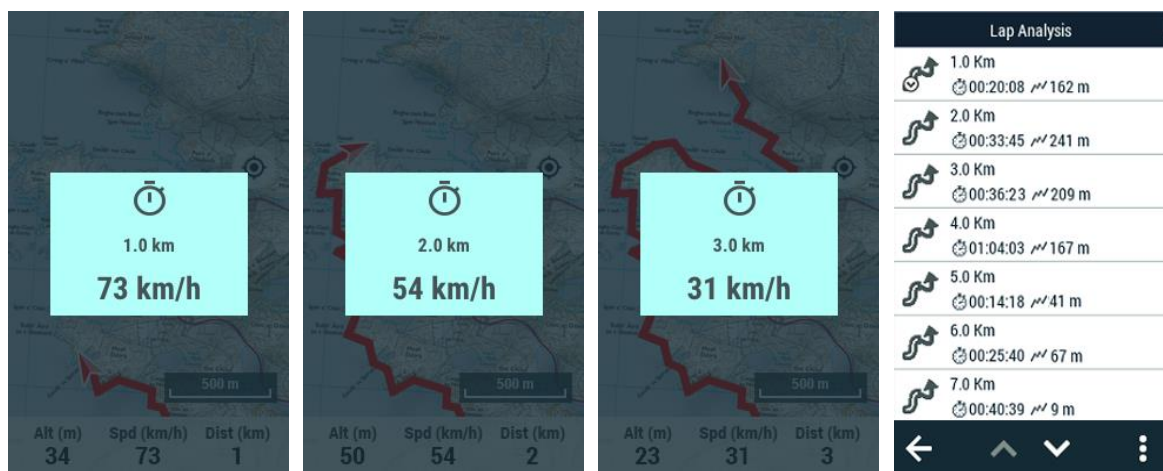 1.0 km
73 km/h
500 m
Alt (m) Spd (km/h) Dist (km)
34 73 1
2.0 km
54 km/h
500 m
Alt (m) Spd (km/h) Dist (km)
50 54 2
3.0 km
31 km/h
500 m
Alt (m) Spd (km/h) Dist (km)
23 31 3
Lap Analysis
1.0 Km
00:20:08 162 m
2.0 Km
00:33:45 241 m
3.0 Km
00:36:23 209 m
4.0 Km
01:04:03 167 m
5.0 Km
00:14:18 41 m
6.0 Km
00:25:40 67 m
7.0 Km
00:40:39 9 m